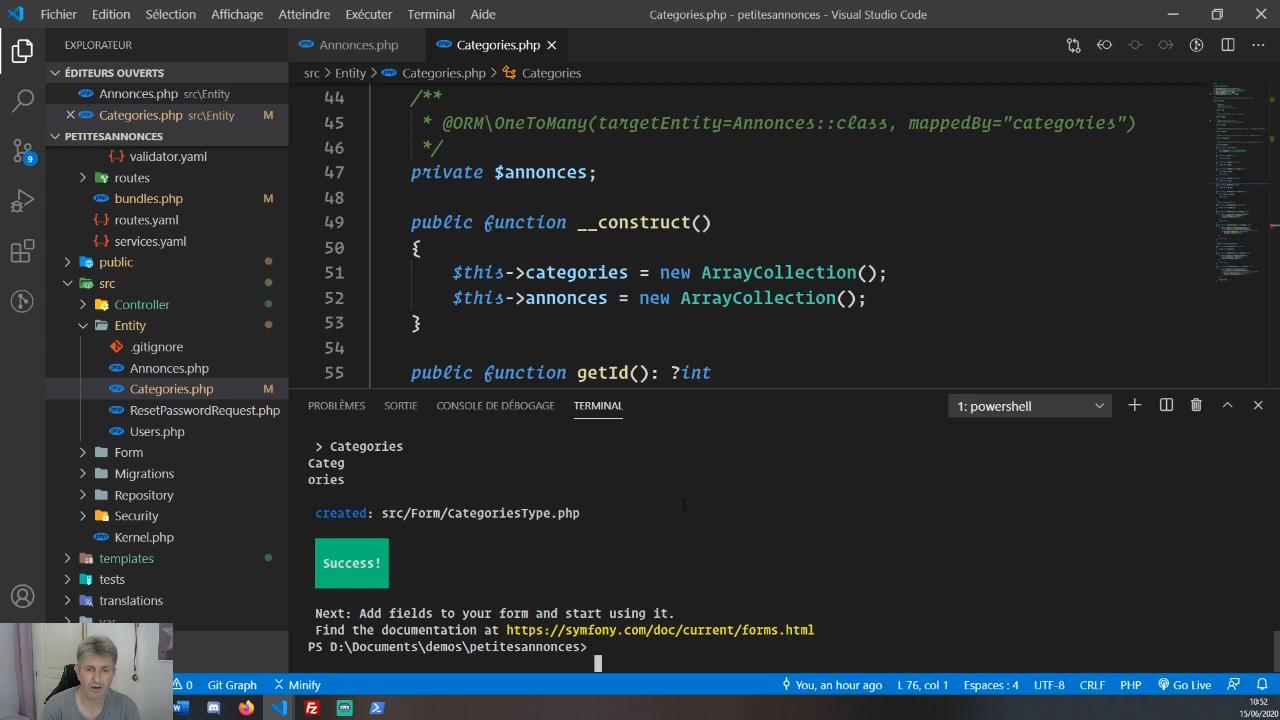 Fichier Edition Sélection Affichage Atteindre Exécuter Terminal Aide Categories.php - petitesannonces - Visual Studio Code
EXPLORATEUR
ÉDITEURS OUVERTS
Annonces.php src\Entity
Categories.php src\Entity M
PETITESANNONCES
validator.yaml
routes
bundles.php M
routes.yaml
services.yaml
public
src
Controller
Entity
.gitignore
Annonces.php
Categories.php M
ResetPasswordRequest.php
Users.php
Form
Migrations
Repository
Security
Kernel.php
templates
tests
translations
var
Annonces.php Categories.php
src > Entity > Categories.php > Categories
44 /**
45 * @ORM\OneToMany(targetEntity=Annonces::class, mappedBy="categories")
46 */
47 private $annonces;
48
49 public function __construct()
50 {
51 $this->categories = new ArrayCollection();
52 $this->annonces = new ArrayCollection();
53 }
54
55 public function getId(): ?int
PROBLÈMES SORTIE CONSOLE DE DÉBOGAGE TERMINAL 1: powershell
> Categories
Categ
ories
created: src/Form/CategoriesType.php
Success!
Next: Add fields to your form and start using it.
Find the documentation at https://symfony.com/doc/current/forms.html
PS D:\Documents\demos\petitesannonces>
9
0 Git Graph Minify You, an hour ago L 76, col 1 Espaces : 4 UTF-8 CRLF PHP Go Live
10:52
15/06/2020